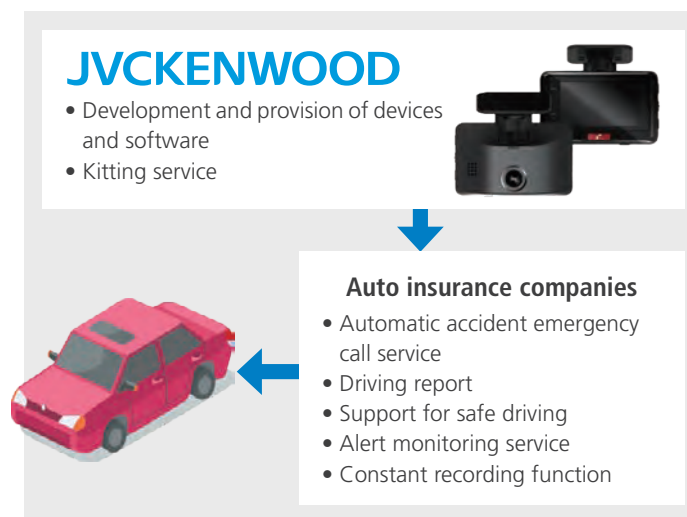 JVCKENWOOD
• Development and provision of devices
and software
• Kitting service
Auto insurance companies
• Automatic accident emergency
call service
• Driving report
• Support for safe driving
• Alert monitoring service
• Constant recording function